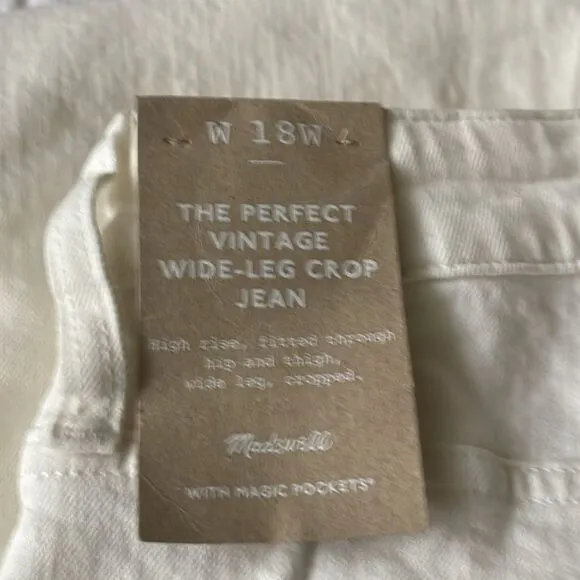 W 18W
THE PERFECT
VINTAGE
WIDE-LEG CROP
JEAN
High rise, fitted through
hip and thigh,
wide leg, cropped.
Madewell
WITH MAGIC POCKETS®